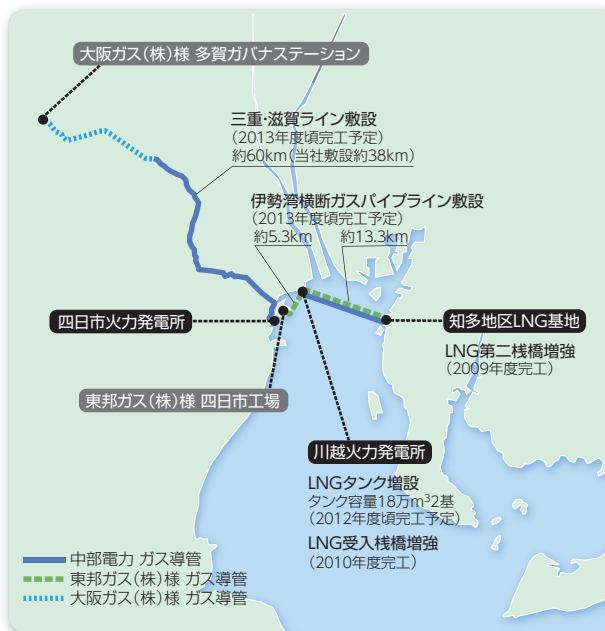 大阪ガス(株)様 多賀ガバナステーション
三重・滋賀ライン敷設
(2013年度頃完工予定)
約60km(当社敷設約38km)
伊勢湾横断ガスパイプライン敷設
(2013年度頃完工予定)
約5.3km 約13.3km
四日市火力発電所
知多地区LNG基地
LNG第二桟橋増強
(2009年度完工)
東邦ガス(株)様 四日市工場
川越火力発電所
LNGタンク増設
タンク容量18万m³2基
(2012年度頃完工予定)
LNG受入桟橋増強
(2010年度完工)
中部電力 ガス導管
東邦ガス(株)様 ガス導管
大阪ガス(株)様 ガス導管